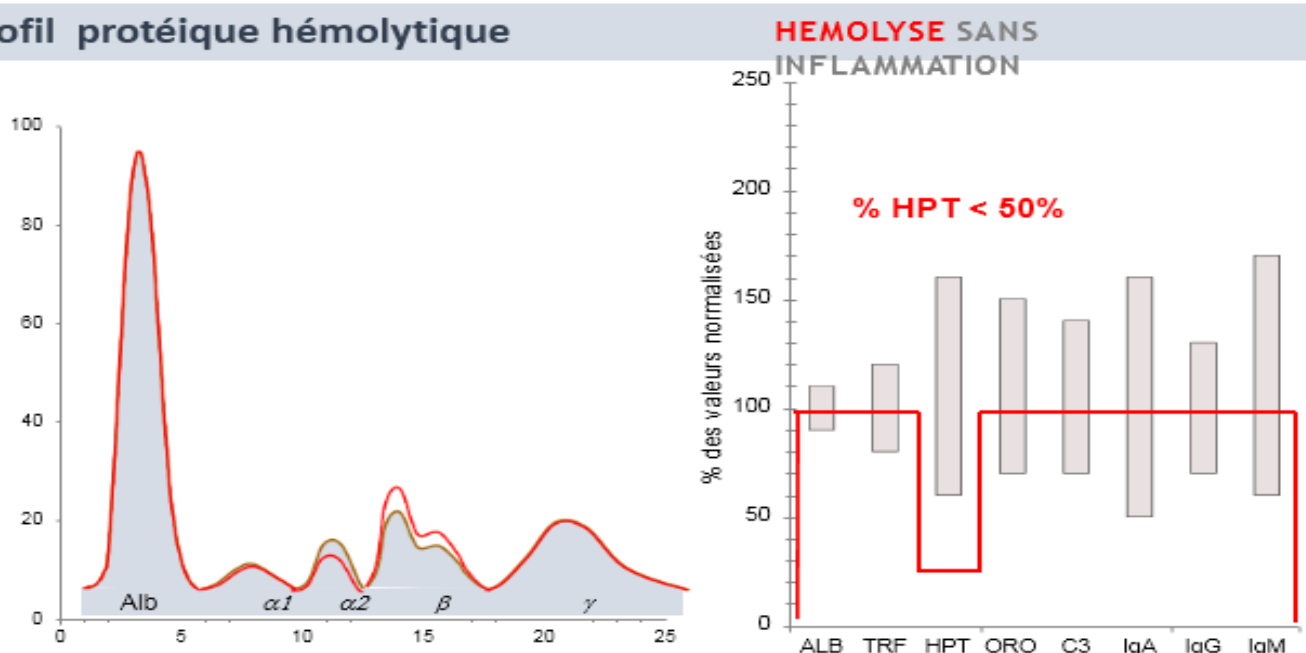 ofil protéique hémolytique
HEMOLYSE SANS
INFLAMMATION
100
80
60
40
20
0
Alb
α1
α2
β
γ
0
5
10
15
20
25
% HPT < 50%
% des valeurs normalisées
250
200
150
100
50
0
ALB
TRF
HPT
ORO
C3
IgA
IgG
IgM